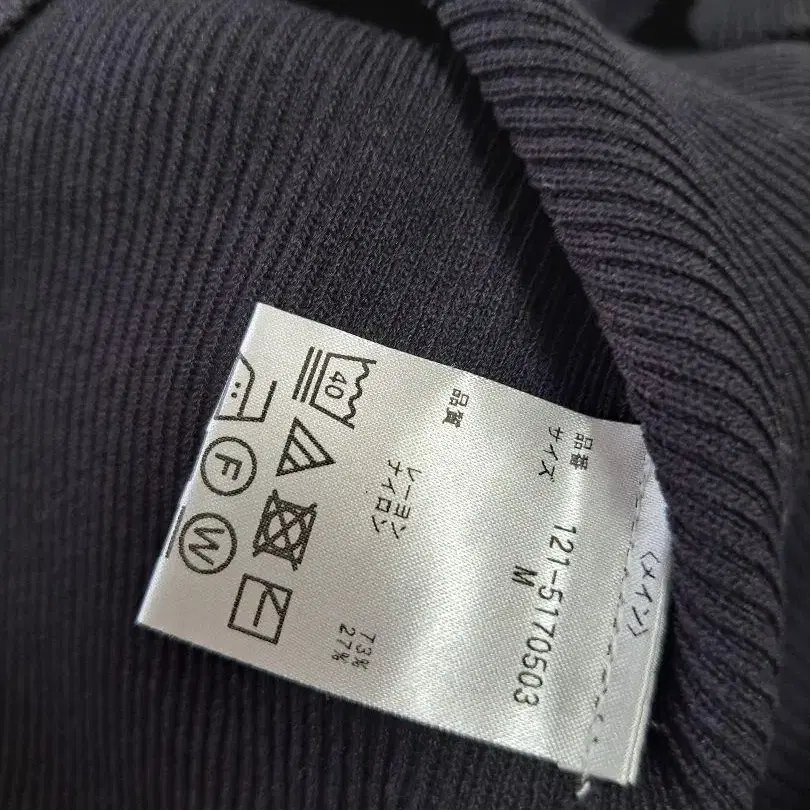 〈メイン〉
品番 121-5170503
サイズ M
品質
レーヨン 73%
ナイロン 27%
40
F
W